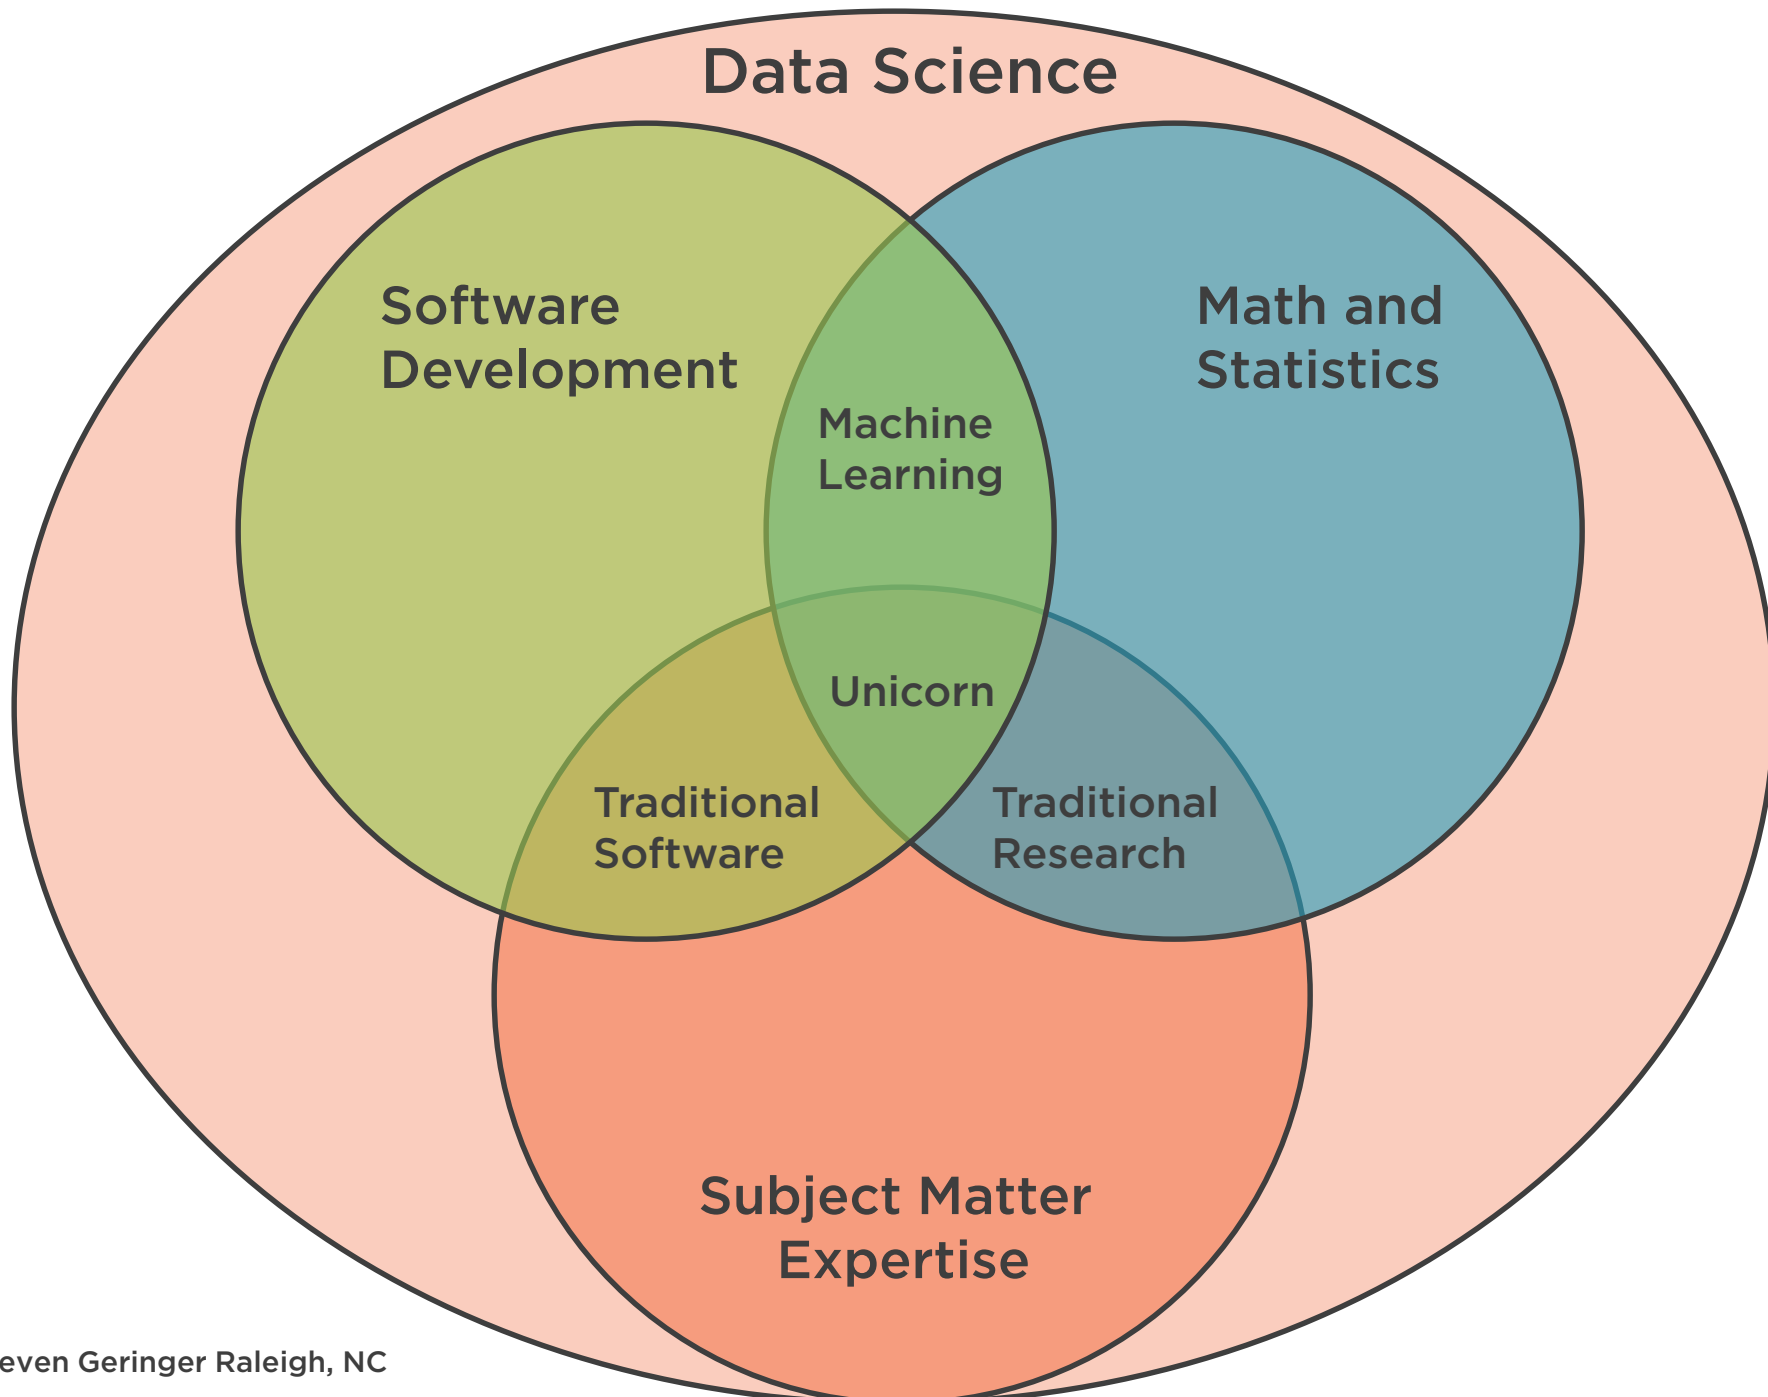 Data Science
Software
Development
Math and
Statistics
Machine
Learning
Unicorn
Traditional
Software
Traditional
Research
Subject Matter
Expertise
even Geringer Raleigh, NC